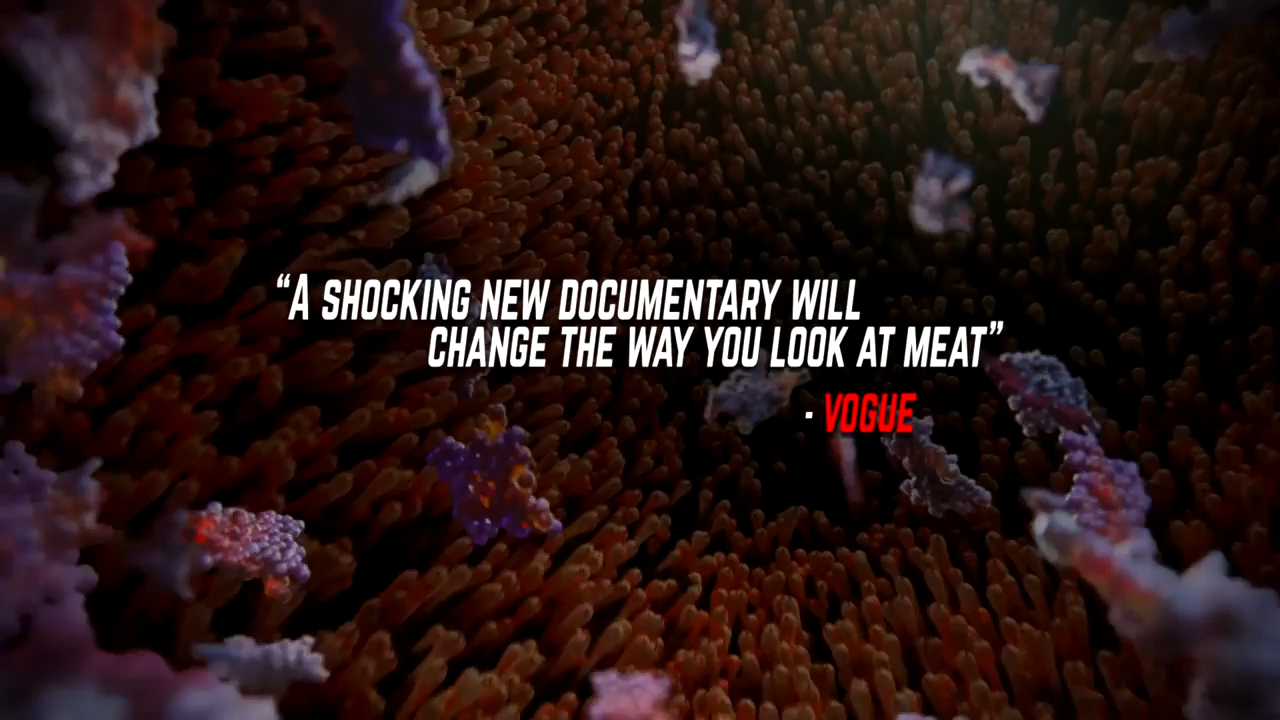 “A SHOCKING NEW DOCUMENTARY WILL
CHANGE THE WAY YOU LOOK AT MEAT”
- VOGUE